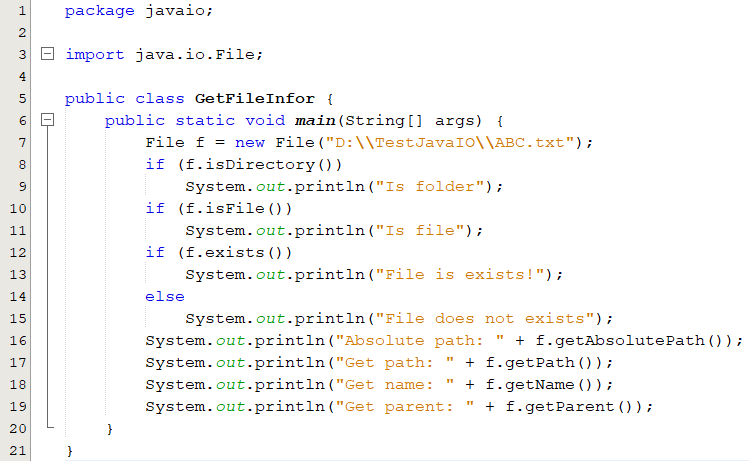 1 package javaio;
2
3 import java.io.File;
4
5 public class GetFileInfor {
6     public static void main(String[] args) {
7         File f = new File("D:\\TestJavaIO\\ABC.txt");
8         if (f.isDirectory())
9             System.out.println("Is folder");
10         if (f.isFile())
11             System.out.println("Is file");
12         if (f.exists())
13             System.out.println("File is exists!");
14         else
15             System.out.println("File does not exists");
16         System.out.println("Absolute path: " + f.getAbsolutePath());
17         System.out.println("Get path: " + f.getPath());
18         System.out.println("Get name: " + f.getName());
19         System.out.println("Get parent: " + f.getParent());
20     }
21 }